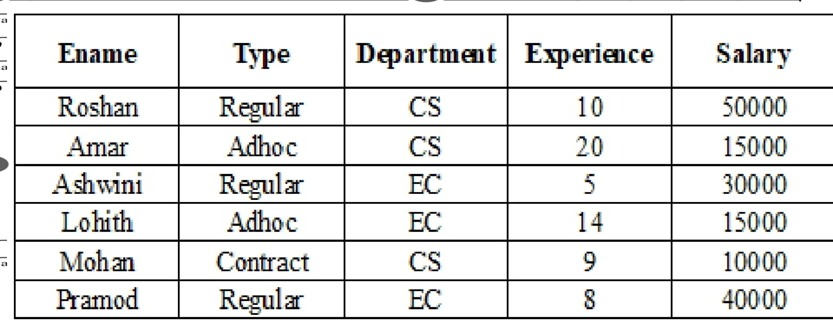 Ename Type Department Experience Salary
Roshan Regular CS 10 50000
Amar Adhoc CS 20 15000
Ashwini Regular EC 5 30000
Lohith Adhoc EC 14 15000
Mohan Contract CS 9 10000
Pramod Regular EC 8 40000